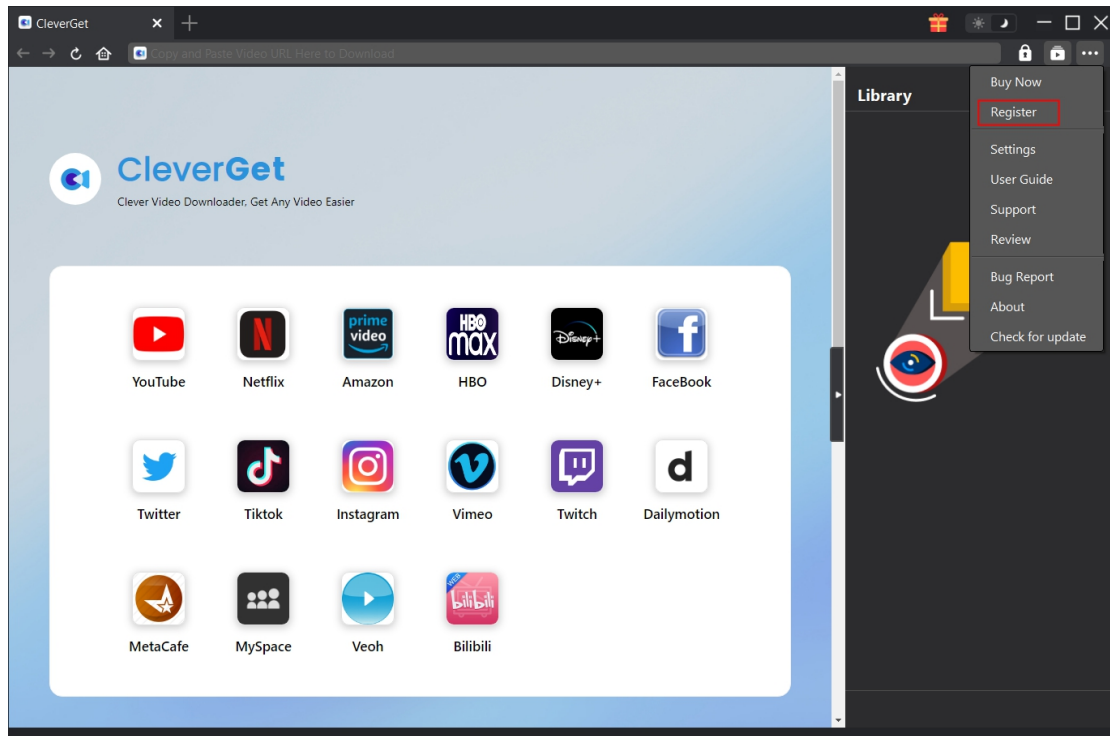 CleverGet
Copy and Paste Video URL Here to Download
Library
Buy Now
Register
Settings
User Guide
Support
Review
Bug Report
About
Check for update
CleverGet
Clever Video Downloader, Get Any Video Easier
prime video
HBO max
Disney+
YouTube Netflix Amazon HBO Disney+ FaceBook
Twitter Tiktok Instagram Vimeo Twitch Dailymotion
WEB
bilibili
MetaCafe MySpace Veoh Bilibili